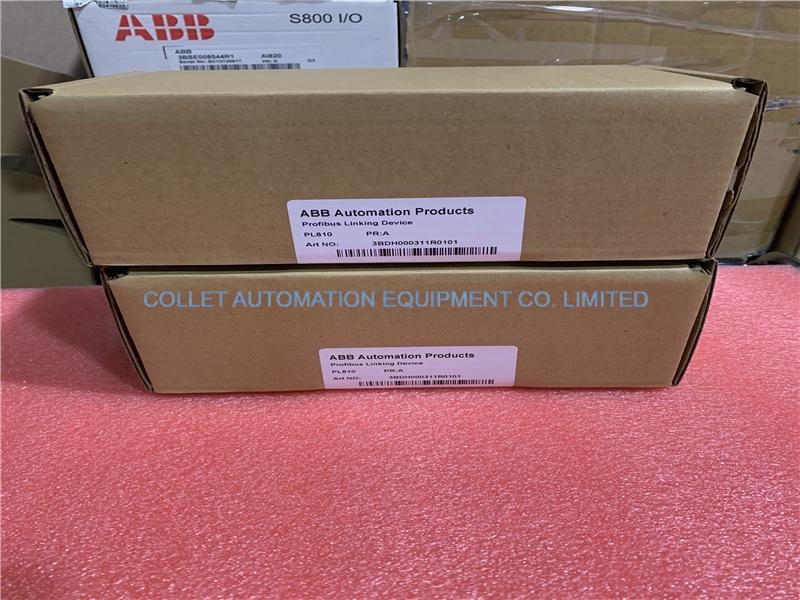 ABB
S800 I/O
ABB
3BSE008544R1 AI820
ABB Automation Products
Profibus Linking Device
PL810 PR:A
Art NO: 3BDH000311R0101
COLLET AUTOMATION EQUIPMENT CO. LIMITED
ABB Automation Products
Profibus Linking Device
PL810 PR:A
Art NO: 3BDH000311R0101